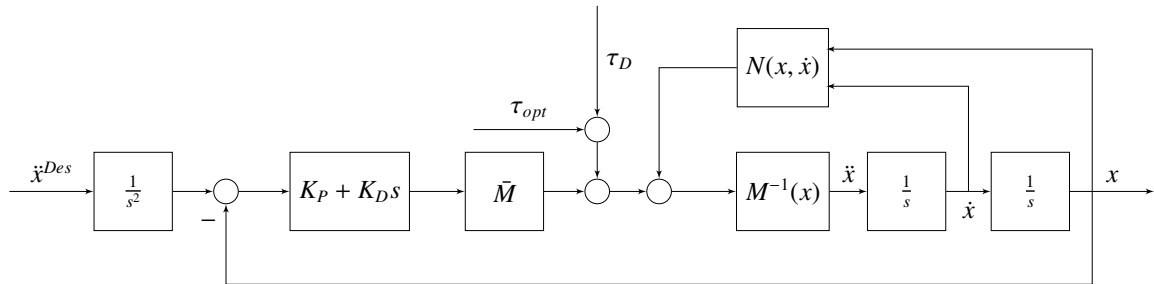 τ_D
N(x, ẋ)
τ_opt
ẍ^Des
1/s²
−
K_P + K_D s
M̄
M⁻¹(x)
ẍ
1/s
ẋ
1/s
x